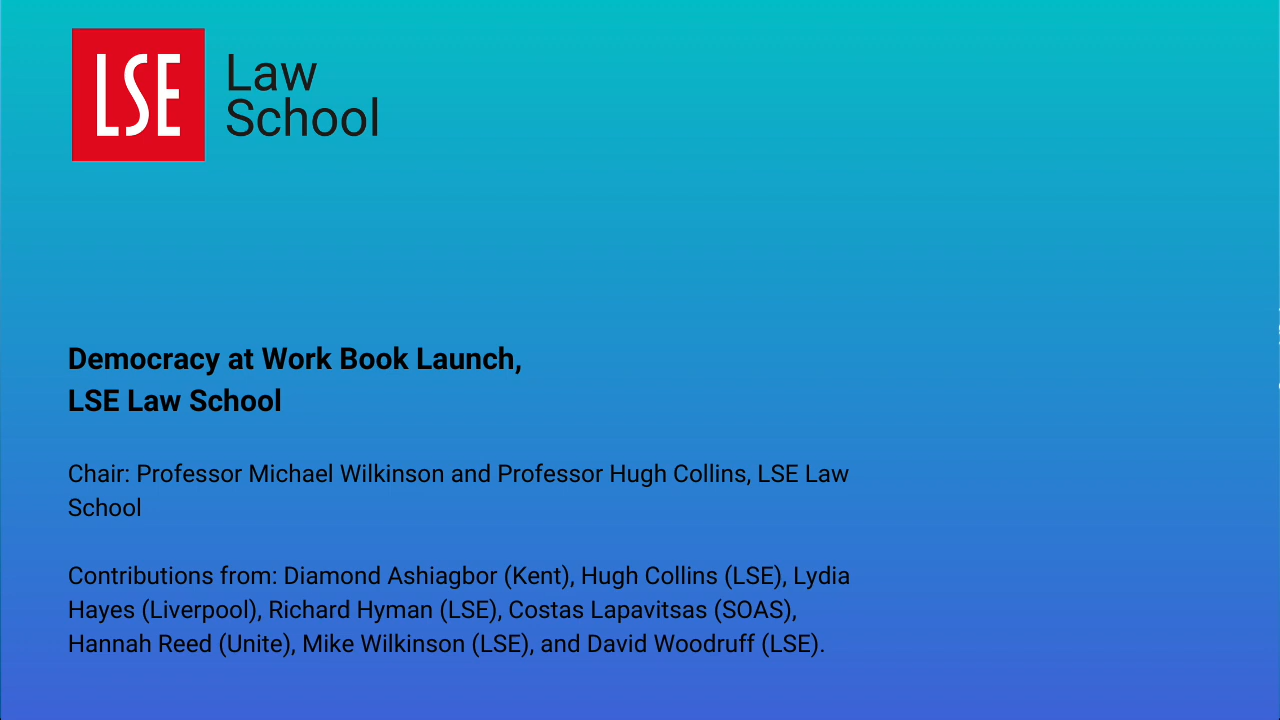 LSE
Law
School
Democracy at Work Book Launch,
LSE Law School
Chair: Professor Michael Wilkinson and Professor Hugh Collins, LSE Law
School
Contributions from: Diamond Ashiagbor (Kent), Hugh Collins (LSE), Lydia
Hayes (Liverpool), Richard Hyman (LSE), Costas Lapavitsas (SOAS),
Hannah Reed (Unite), Mike Wilkinson (LSE), and David Woodruff (LSE).